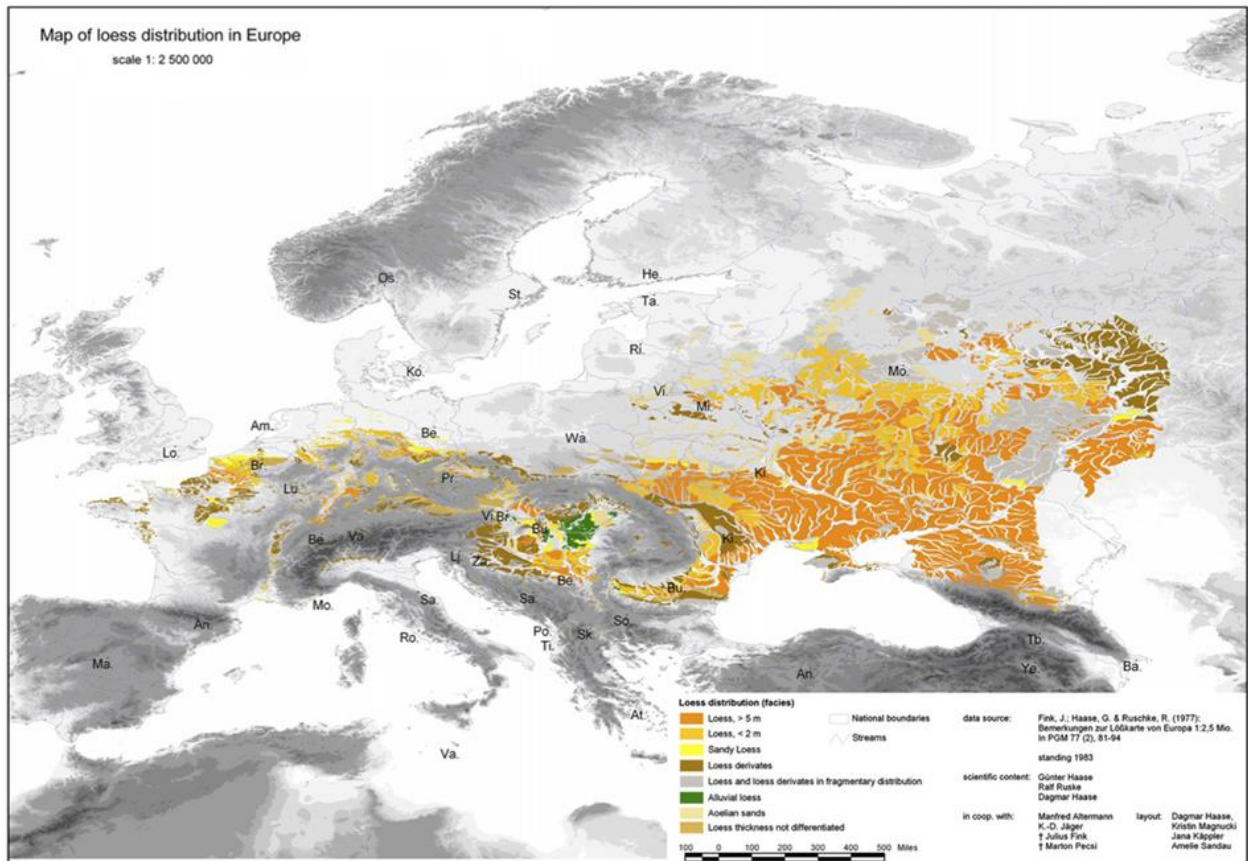 Map of loess distribution in Europe
scale 1: 2 500 000
Os.
He.
St.
Ta.
Ri.
Ko.
Mo.
Vi.
Mi.
Am.
Be.
Wa.
Lo.
Br.
Ki.
Pr.
Lu.
Vi.
Br.
Bu.
Ki.
Be.
Va.
Lj.
Za.
Be.
Bu.
Mo.
Sa.
Sa.
So.
An.
Ro.
Po.
Sk.
Ti.
Tb.
Ma.
An.
Ye.
Ba.
At.
Va.
Loess distribution (facies)
Loess, > 5 m
Loess, < 2 m
Sandy Loess
Loess derivates
Loess and loess derivates in fragmentary distribution
Alluvial loess
Aoelian sands
Loess thickness not differentiated
National boundaries
Streams
data source: Fink, J.; Haase, G. & Ruschke, R. (1977):
Bemerkungen zur Lößkarte von Europa 1:2,5 Mio.
In PGM 77 (2), 81-94
standing 1983
scientific content: Günter Haase
Ralf Ruske
Dagmar Haase
in coop. with: Manfred Altermann
K.-D. Jäger
† Julius Fink
† Marton Pecsi
layout: Dagmar Haase,
Kristin Magnucki
Jana Käppler
Amelie Sandau
100 50 0 100 200 300 400 500 Miles